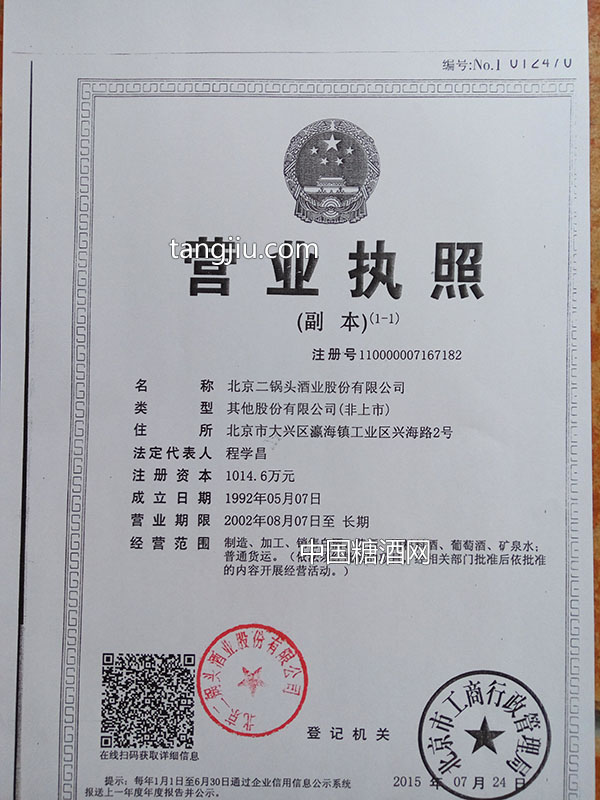 编号:No.1 012470
tangjiu.com
营业执照
(副 本)(1-1)
注册号110000007167182
名 称 北京二锅头酒业股份有限公司
类 型 其他股份有限公司(非上市)
住 所 北京市大兴区瀛海镇工业区兴海路2号
法定代表人 程学昌
注册资本 1014.6万元
成立日期 1992年05月07日
营业期限 2002年08月07日至 长期
经营范围 制造、加工、销售 酒、葡萄酒、矿泉水;
普通货运。(依 相关部门批准后依批准
的内容开展经营活动。)
中国糖酒网
北京二锅头酒业股份有限公司
登记机关
北京市工商行政管理局
在线扫码获取详细信息
提示:每年1月1日至6月30日通过企业信用信息公示系统
报送上一年度年度报告并公示。
2015 年 07 月 24 日